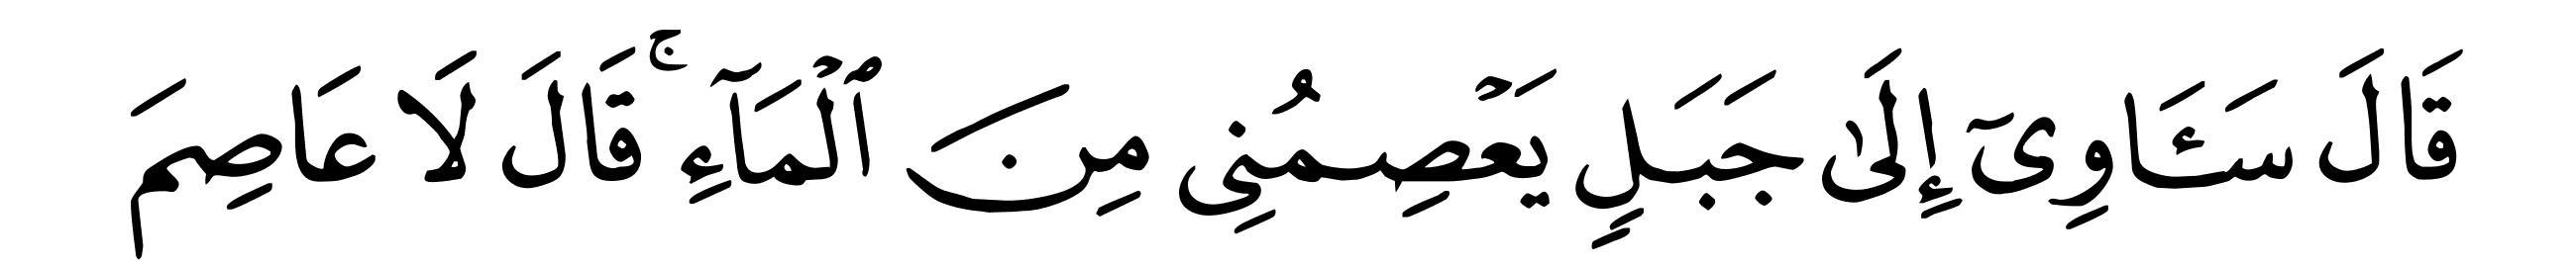 قَالَ سَـَٔاوِىٓ إِلَىٰ جَبَلٍ يَعْصِمُنِى مِنَ ٱلْمَآءِ ۚ قَالَ لَا عَاصِمَ